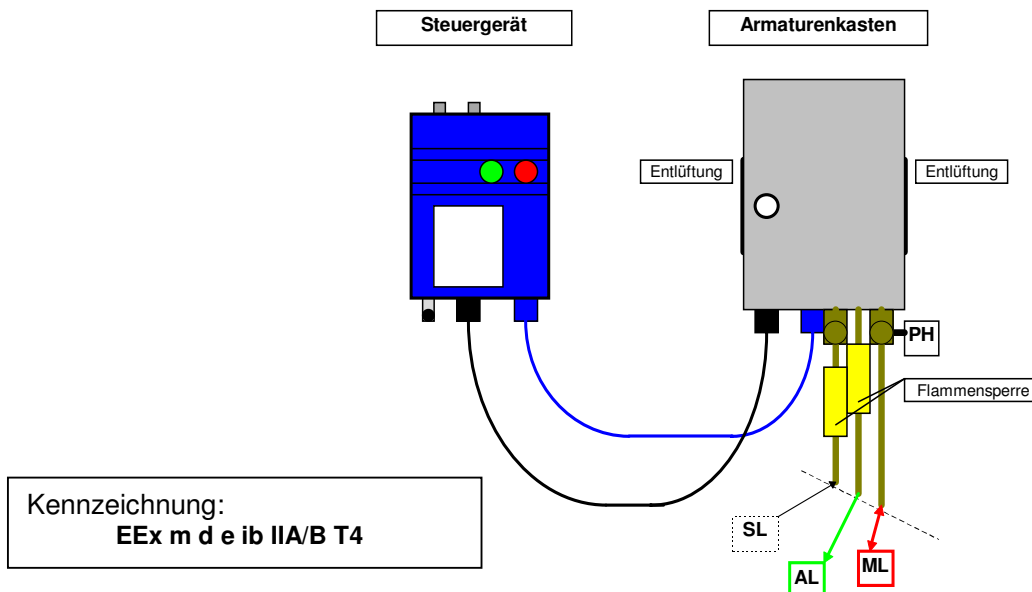 Steuergerät
Armaturenkasten
Entlüftung
Entlüftung
PH
Flammensperre
Kennzeichnung:
EEx m d e ib IIA/B T4
SL
AL
ML